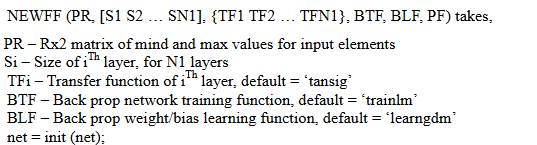 NEWFF (PR, [S1 S2 … SN1], {TF1 TF2 … TFN1}, BTF, BLF, PF) takes,
PR – Rx2 matrix of mind and max values for input elements
Si – Size of iTh layer, for N1 layers
TFi – Transfer function of iTh layer, default = ‘tansig’
BTF – Back prop network training function, default = ‘trainlm’
BLF – Back prop weight/bias learning function, default = ‘learngdm’
net = init (net);